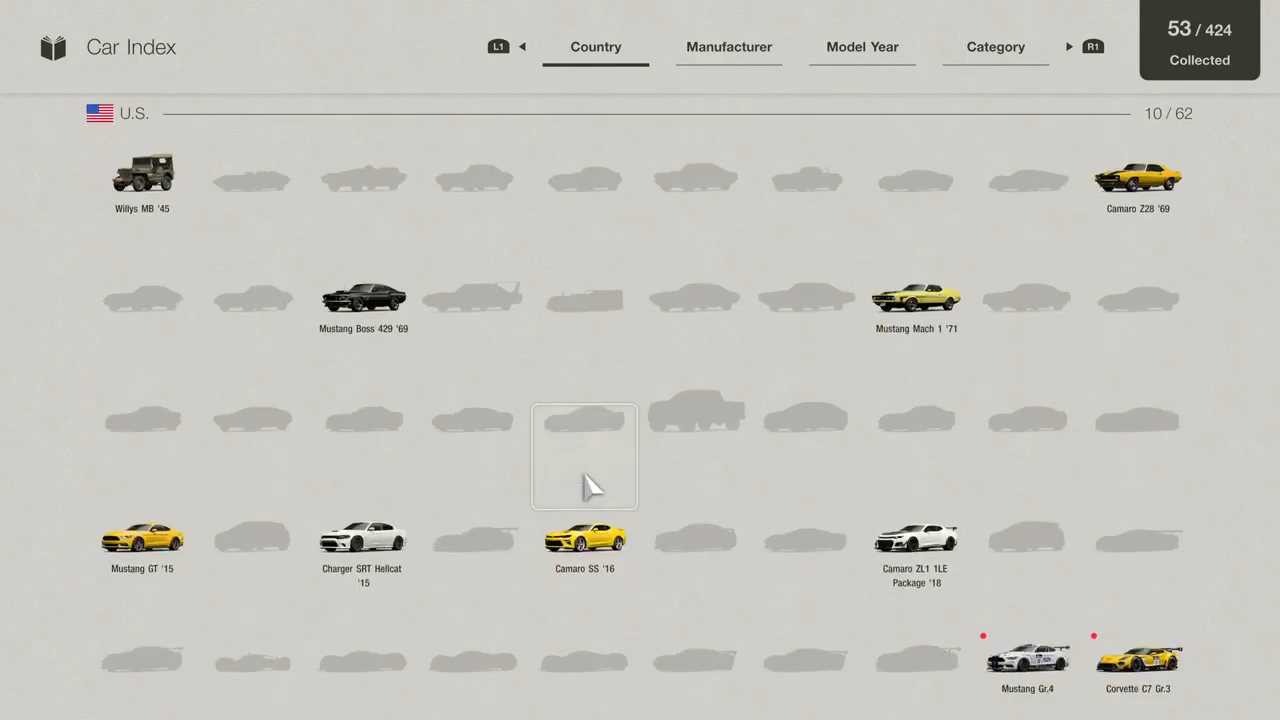 Car Index
L1
Country
Manufacturer
Model Year
Category
R1
53 / 424
Collected
U.S.
10 / 62
Willys MB '45
Camaro Z28 '69
Mustang Boss 429 '69
Mustang Mach 1 '71
Mustang GT '15
Charger SRT Hellcat
'15
Camaro SS '16
Camaro ZL1 1LE
Package '18
Mustang Gr.4
Corvette C7 Gr.3